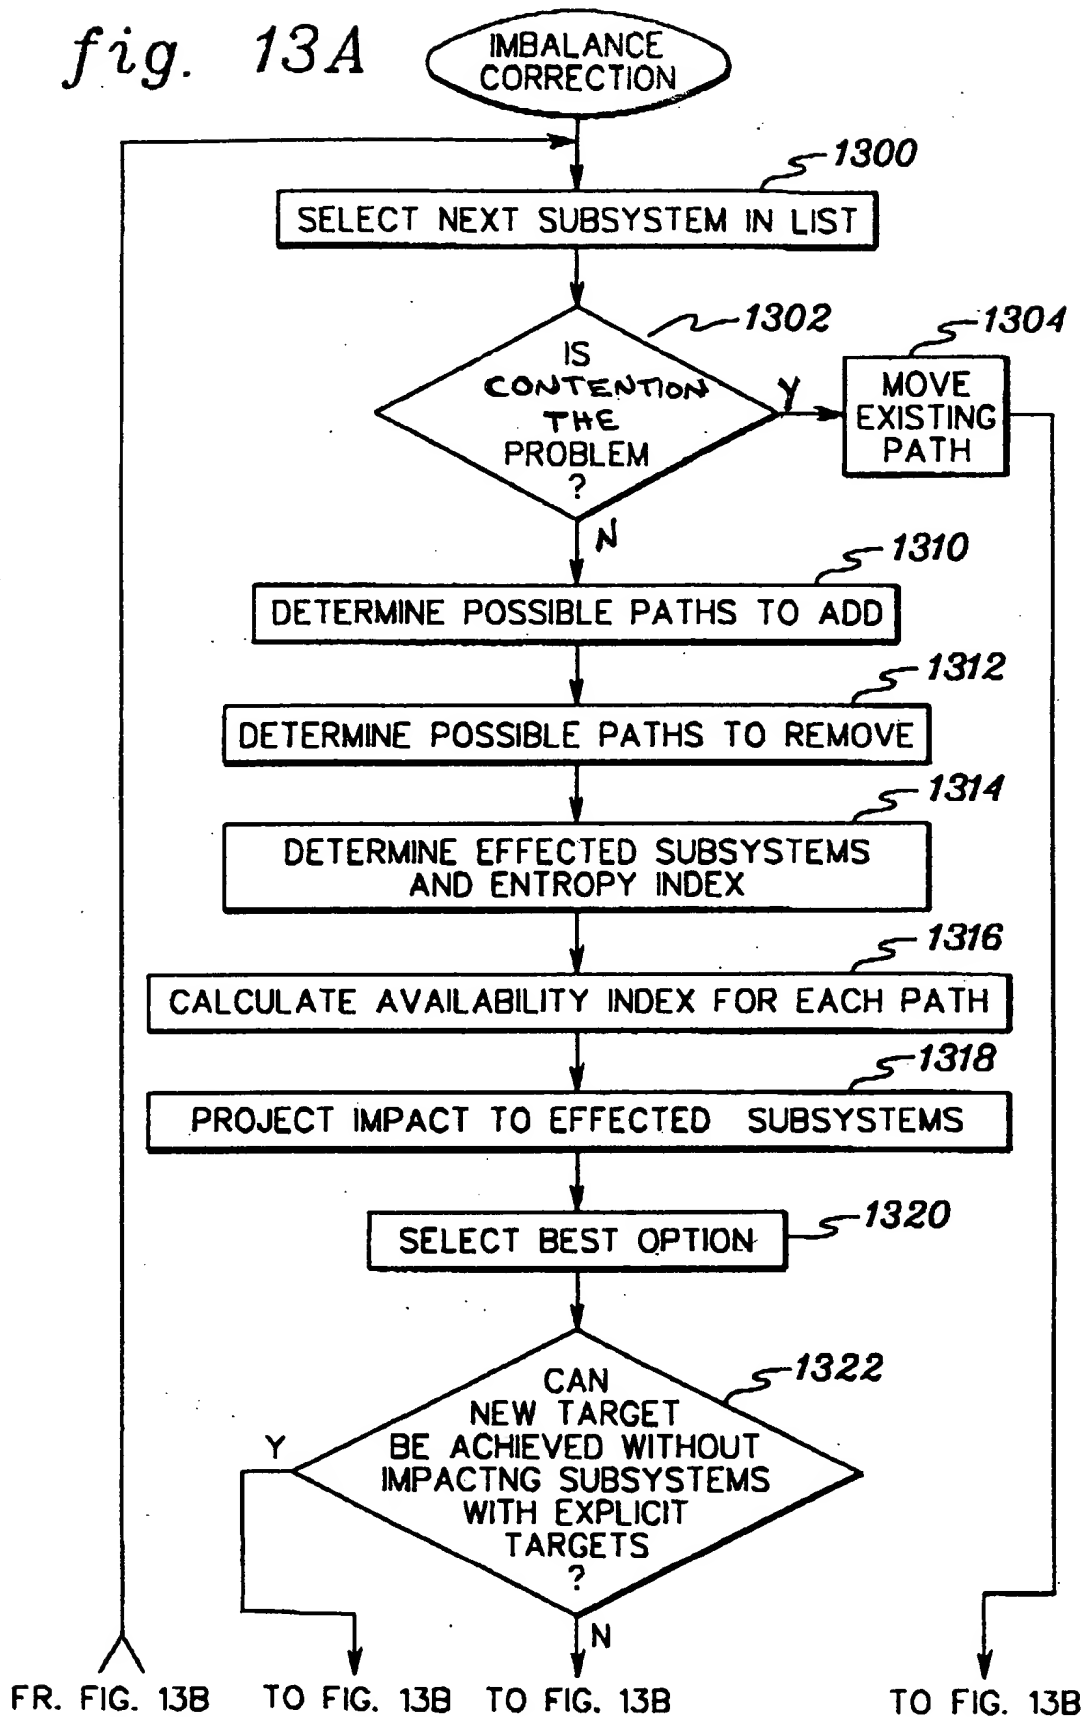 fig. 13A
IMBALANCE
CORRECTION
1300
SELECT NEXT SUBSYSTEM IN LIST
1302
IS
CONTENTION
THE
PROBLEM
?
Y
1304
MOVE
EXISTING
PATH
N
1310
DETERMINE POSSIBLE PATHS TO ADD
1312
DETERMINE POSSIBLE PATHS TO REMOVE
1314
DETERMINE EFFECTED SUBSYSTEMS
AND ENTROPY INDEX
1316
CALCULATE AVAILABILITY INDEX FOR EACH PATH
1318
PROJECT IMPACT TO EFFECTED SUBSYSTEMS
1320
SELECT BEST OPTION
1322
CAN
NEW TARGET
BE ACHIEVED WITHOUT
IMPACTNG SUBSYSTEMS
WITH EXPLICIT
TARGETS
?
Y
N
FR. FIG. 13B
TO FIG. 13B
TO FIG. 13B
TO FIG. 13B